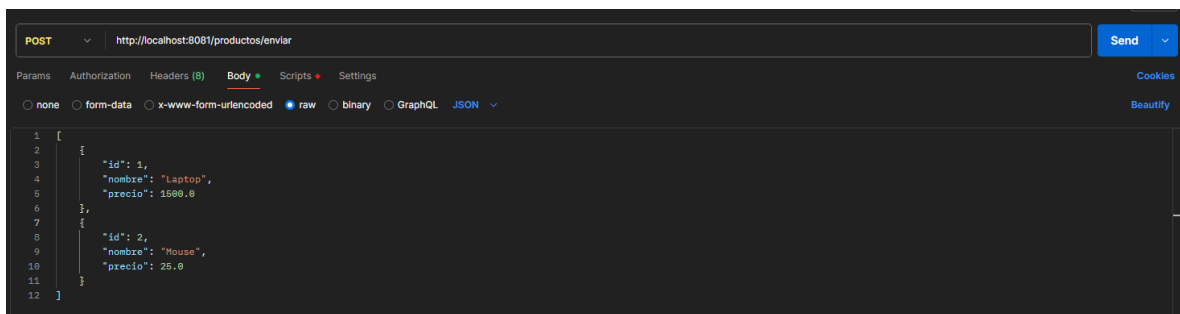 POST http://localhost:8081/productos/enviar Send
Params Authorization Headers (8) Body Scripts Settings Cookies
none form-data x-www-form-urlencoded raw binary GraphQL JSON Beautify
1 [
2 {
3 "id": 1,
4 "nombre": "Laptop",
5 "precio": 1500.0
6 },
7 {
8 "id": 2,
9 "nombre": "Mouse",
10 "precio": 25.0
11 }
12 ]